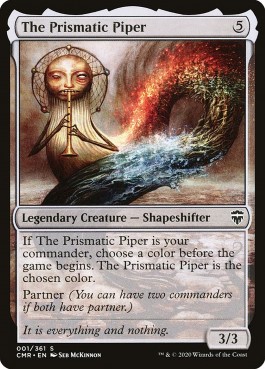 The Prismatic Piper 5
Legendary Creature — Shapeshifter
If The Prismatic Piper is your
commander, choose a color before the
game begins. The Prismatic Piper is the
chosen color.
Partner (You can have two commanders
if both have partner.)
It is everything and nothing.
3/3
001/361 S
CMR • EN Seb McKinnon
™ & © 2020 Wizards of the Coast